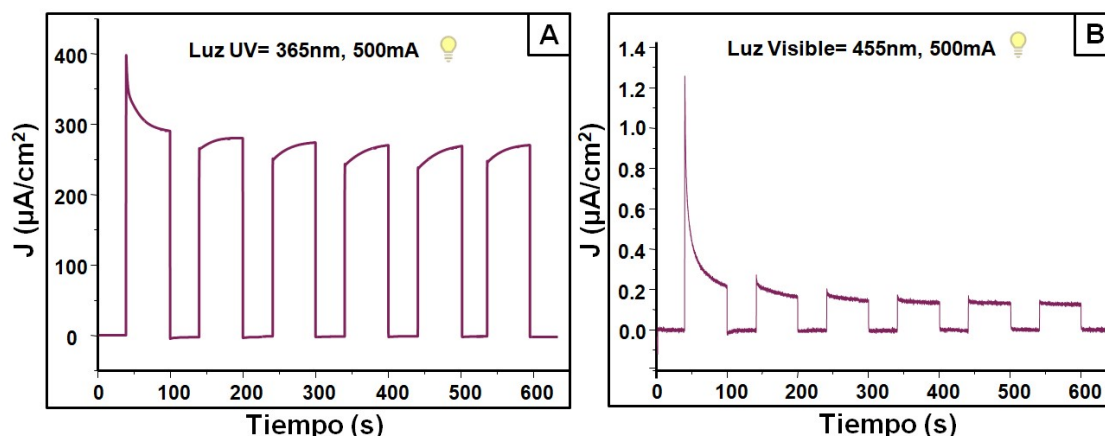 A
Luz UV= 365nm, 500mA
400
300
200
100
0
J (µA/cm²)
0 100 200 300 400 500 600
Tiempo (s)
B
Luz Visible= 455nm, 500mA
1.4
1.2
1.0
0.8
0.6
0.4
0.2
0.0
J (µA/cm²)
0 100 200 300 400 500 600
Tiempo (s)